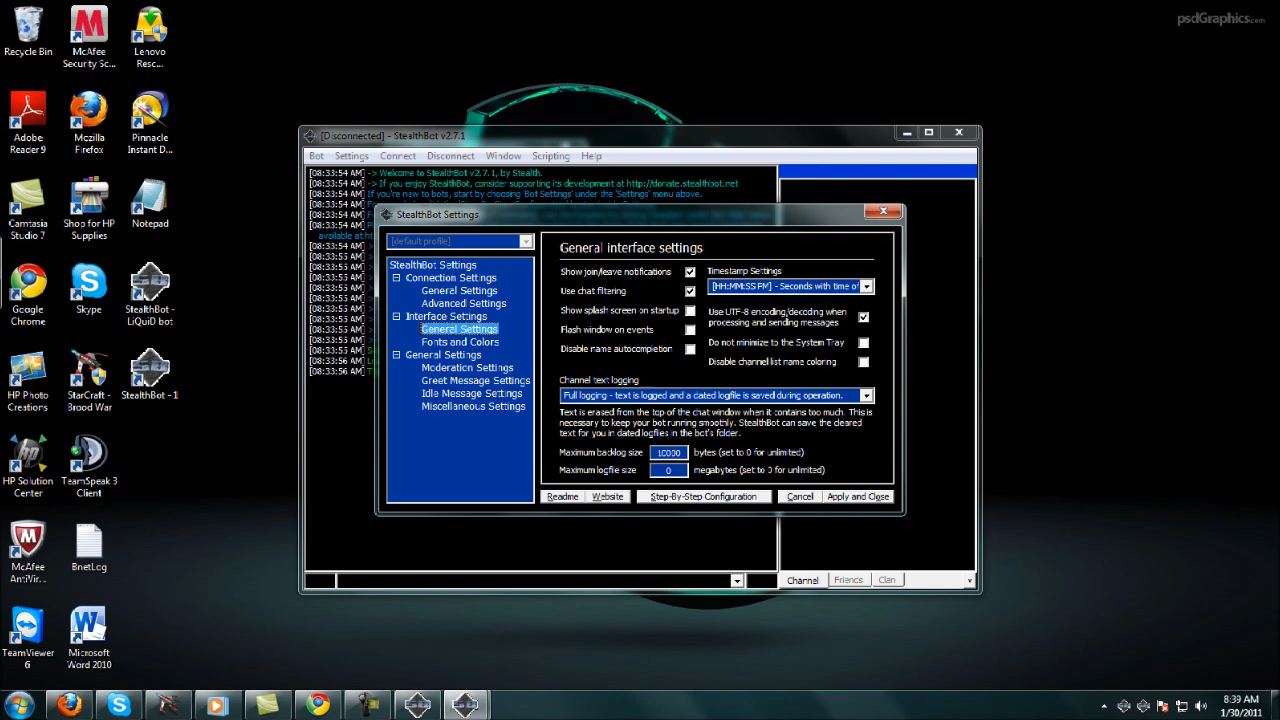 psdGraphics.com
Recycle Bin
McAfee
Security Sc...
Lenovo
Resc...
Adobe
Reader 9
Mozilla
Firefox
Pinnacle
Instant D...
Camtasia
Studio 7
Shop for HP
Supplies
Notepad
Google
Chrome
Skype
StealthBot -
LiQuiD bot
HP Photo
Creations
StarCraft -
Brood War
StealthBot - 1
HP Solution
Center
TeamSpeak 3
Client
McAfee
AntiVir...
BnetLog
TeamViewer
6
Microsoft
Word 2010
[Disconnected] - StealthBot v2.7.1
Bot Settings Connect Disconnect Window Scripting Help
[08:33:54 AM] -> Welcome to StealthBot v2.7.1, by Stealth.
[08:33:54 AM] -> If you enjoy StealthBot, consider supporting its development at http://donate.stealthbot.net
[08:33:54 AM] If you're new to bots, start by choosing 'Bot Settings' under the 'Settings' menu above.
[08:33:54 AM]
[08:33:54 AM]
available at
[08:33:54 AM]
[08:33:55 AM]
[08:33:55 AM]
[08:33:55 AM]
[08:33:55 AM]
[08:33:55 AM]
[08:33:55 AM]
[08:33:55 AM]
[08:33:55 AM]
[08:33:56 AM]
[08:33:56 AM]
[08:33:56 AM]
StealthBot Settings
[default profile]
StealthBot Settings
Connection Settings
General Settings
Advanced Settings
Interface Settings
General Settings
Fonts and Colors
General Settings
Moderation Settings
Greet Message Settings
Idle Message Settings
Miscellaneous Settings
General interface settings
Show join/leave notifications
Use chat filtering
Show splash screen on startup
Flash window on events
Disable name autocompletion
Timestamp Settings
[HH:MM:SS PM] - Seconds with time of
Use UTF-8 encoding/decoding when
processing and sending messages
Do not minimize to the System Tray
Disable channel list name coloring
Channel text logging
Full logging - text is logged and a dated logfile is saved during operation.
Text is erased from the top of the chat window when it contains too much. This is
necessary to keep your bot running smoothly. StealthBot can save the cleared
text for you in dated logfiles in the bot's folder.
Maximum backlog size 10000 bytes (set to 0 for unlimited)
Maximum logfile size 0 megabytes (set to 0 for unlimited)
Readme Website Step-By-Step Configuration Cancel Apply and Close
Channel Friends Clan
8:39 AM
1/30/2011